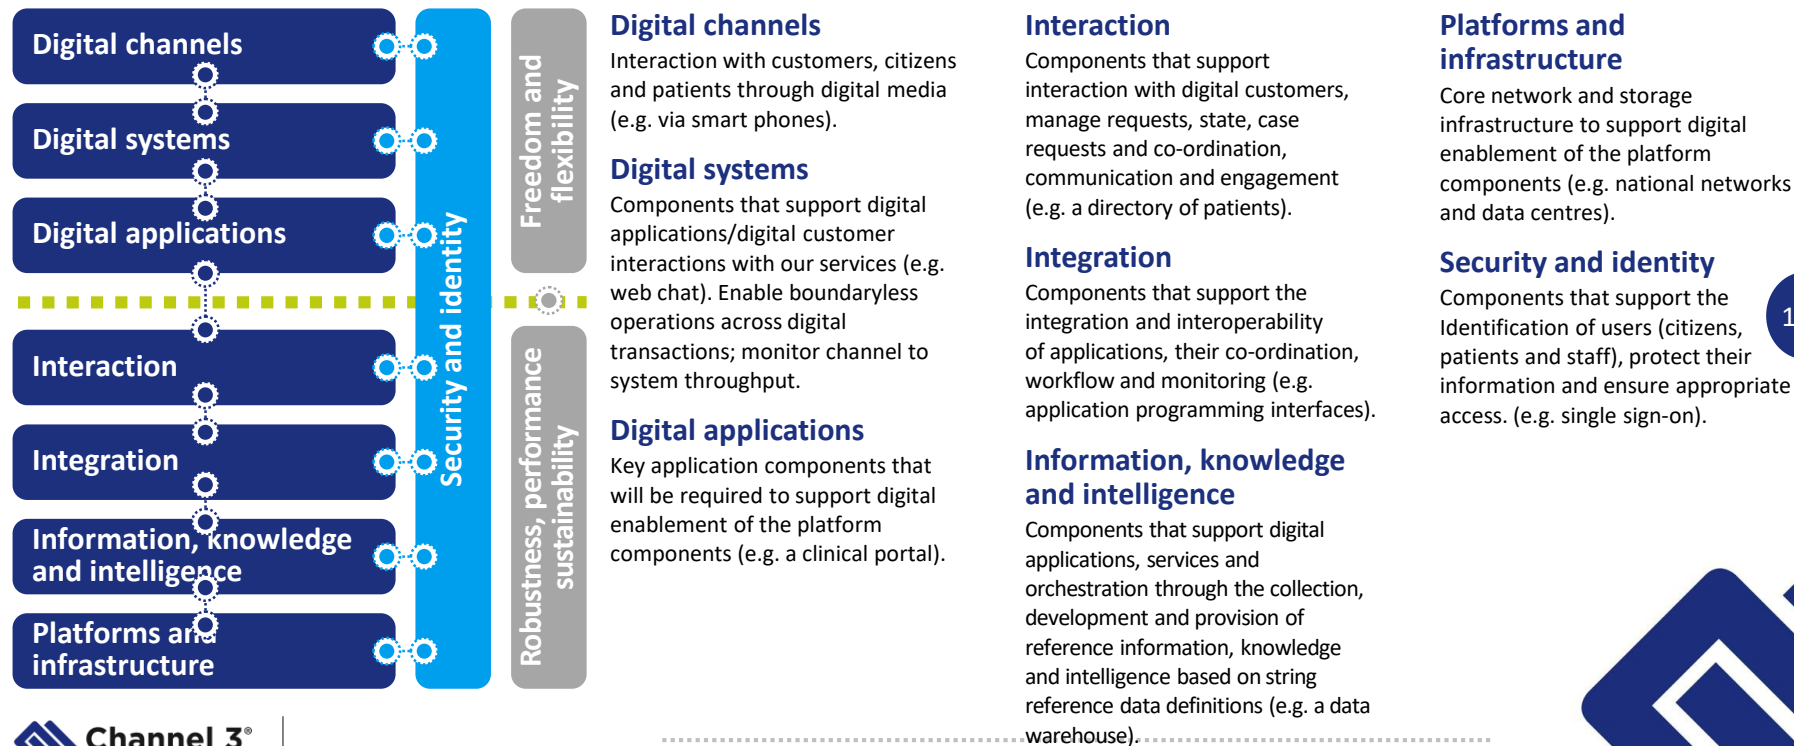 Digital channels
Digital systems
Digital applications
Interaction
Integration
Information, knowledge
and intelligence
Platforms and
infrastructure
Security and identity
Freedom and
flexibility
Robustness, performance
sustainability
Digital channels
Interaction with customers, citizens
and patients through digital media
(e.g. via smart phones).
Digital systems
Components that support digital
applications/digital customer
interactions with our services (e.g.
web chat). Enable boundaryless
operations across digital
transactions; monitor channel to
system throughput.
Digital applications
Key application components that
will be required to support digital
enablement of the platform
components (e.g. a clinical portal).
Interaction
Components that support
interaction with digital customers,
manage requests, state, case
requests and co-ordination,
communication and engagement
(e.g. a directory of patients).
Integration
Components that support the
integration and interoperability
of applications, their co-ordination,
workflow and monitoring (e.g.
application programming interfaces).
Information, knowledge
and intelligence
Components that support digital
applications, services and
orchestration through the collection,
development and provision of
reference information, knowledge
and intelligence based on string
reference data definitions (e.g. a data
warehouse).
Platforms and
infrastructure
Core network and storage
infrastructure to support digital
enablement of the platform
components (e.g. national networks
and data centres).
Security and identity
Components that support the
Identification of users (citizens,
patients and staff), protect their
information and ensure appropriate
access. (e.g. single sign-on).
1
Channel 3®